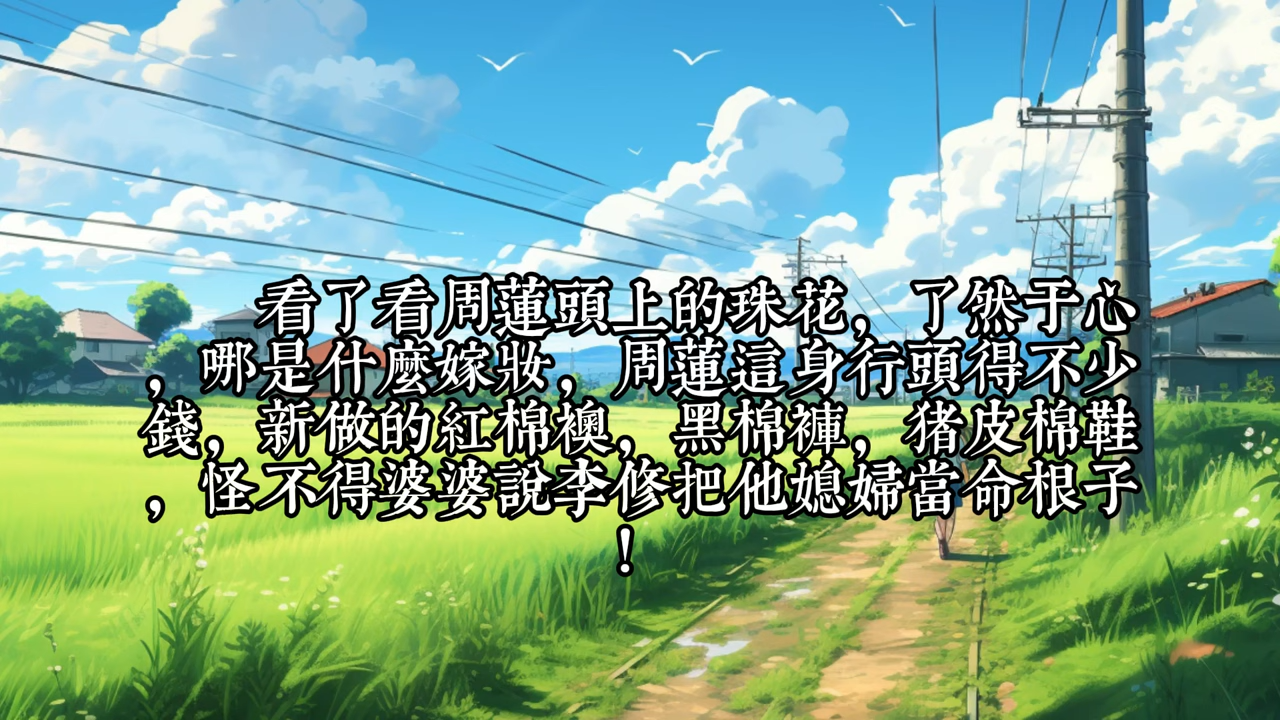 看了看周蓮頭上的珠花，了然于心
，哪是什麼嫁妝，周蓮這身行頭得不少
錢，新做的紅棉襖，黑棉褲，猪皮棉鞋
，怪不得婆婆說李修把他媳婦當命根子
！